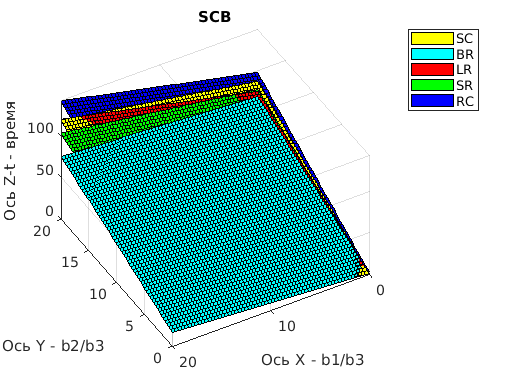 SCB
SC
BR
LR
SR
RC
Ось Z-t - время
100
50
0
20
15
10
5
0
Ось Y - b2/b3
20
10
0
Ось X - b1/b3